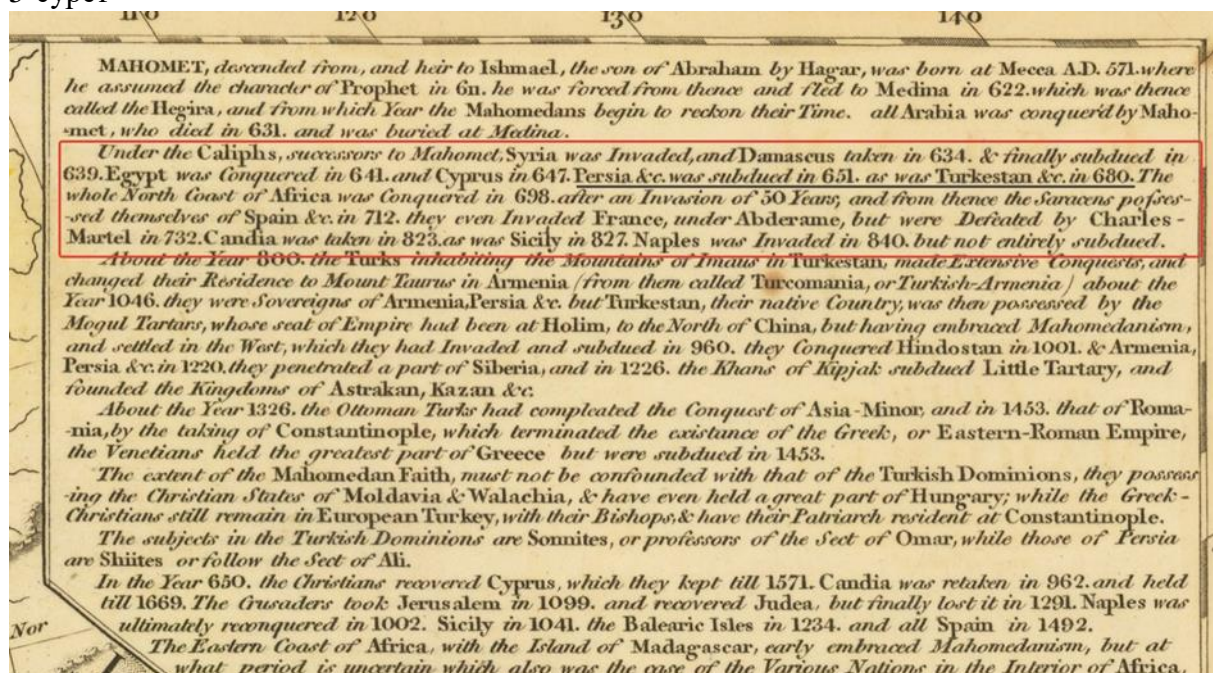 110
120
130
140
MAHOMET, descended from, and heir to Ishmael, the son of Abraham by Hagar, was born at Mecca A.D. 571. where
he assumed the character of Prophet in 6n. he was forced from thence and fled to Medina in 622. which was thence
called the Hegira, and from which Year the Mahomedans begin to reckon their Time. all Arabia was conquer'd by Maho-
-met, who died in 631. and was buried at Medina.
Under the Caliphs, successors to Mahomet, Syria was Invaded, and Damascus taken in 634. & finally subdued in
639. Egypt was Conquered in 641. and Cyprus in 647. Persia &c. was subdued in 651. as was Turkestan &c. in 680. The
whole North Coast of Africa was Conquered in 698. after an Invasion of 50 Years, and from thence the Saracens posses-
-sed themselves of Spain &c. in 712. they even Invaded France, under Abderame, but were Defeated by Charles-
Martel in 732. Candia was taken in 823. as was Sicily in 827. Naples was Invaded in 840. but not entirely subdued.
About the Year 800. the Turks inhabiting the Mountains of Imaus in Turkestan, made Extensive Conquests, and
changed their Residence to Mount Taurus in Armenia (from them called Turcomania, or Turkish-Armenia) about the
Year 1046. they were Sovereigns of Armenia, Persia &c. but Turkestan, their native Country, was then possessed by the
Mogul Tartars, whose seat of Empire had been at Holim, to the North of China, but having embraced Mahomedanism,
and settled in the West, which they had Invaded and subdued in 960. they Conquered Hindostan in 1001. & Armenia,
Persia &c. in 1220. they penetrated a part of Siberia, and in 1226. the Khans of Kipjak subdued Little Tartary, and
founded the Kingdoms of Astrakan, Kazan &c.
About the Year 1326. the Ottoman Turks had compleated the Conquest of Asia-Minor, and in 1453. that of Roma-
-nia, by the taking of Constantinople, which terminated the existance of the Greek, or Eastern-Roman Empire,
the Venetians held the greatest part of Greece but were subdued in 1453.
The extent of the Mahomedan Faith, must not be confounded with that of the Turkish Dominions, they possess
-ing the Christian States of Moldavia & Walachia, & have even held a great part of Hungary; while the Greek-
Christians still remain in European Turkey, with their Bishops, & have their Patriarch resident at Constantinople.
The subjects in the Turkish Dominions are Sonnites, or professors of the Sect of Omar, while those of Persia
are Shiites or follow the Sect of Ali.
In the Year 650. the Christians recovered Cyprus, which they kept till 1571. Candia was retaken in 962. and held
till 1669. The Crusaders took Jerusalem in 1099. and recovered Judea, but finally lost it in 1291. Naples was
ultimately reconquered in 1002. Sicily in 1041. the Balearic Isles in 1234. and all Spain in 1492.
Nor
The Eastern Coast of Africa, with the Island of Madagascar, early embraced Mahomedanism, but at
what period is uncertain which also was the case of the Various Nations in the Interior of Africa,